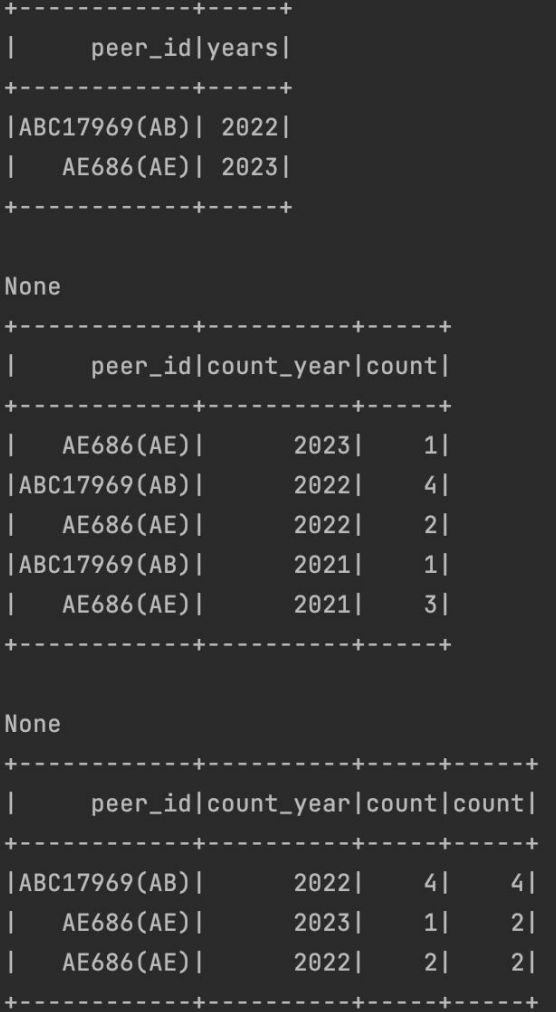 +------------+-----+
|     peer_id|years|
+------------+-----+
|ABC17969(AB)| 2022|
|   AE686(AE)| 2023|
+------------+-----+
None
+------------+----------+-----+
|     peer_id|count_year|count|
+------------+----------+-----+
|   AE686(AE)|      2023|    1|
|ABC17969(AB)|      2022|    4|
|   AE686(AE)|      2022|    2|
|ABC17969(AB)|      2021|    1|
|   AE686(AE)|      2021|    3|
+------------+----------+-----+
None
+------------+----------+-----+-----+
|     peer_id|count_year|count|count|
+------------+----------+-----+-----+
|ABC17969(AB)|      2022|    4|    4|
|   AE686(AE)|      2023|    1|    2|
|   AE686(AE)|      2022|    2|    2|
+------------+----------+-----+-----+